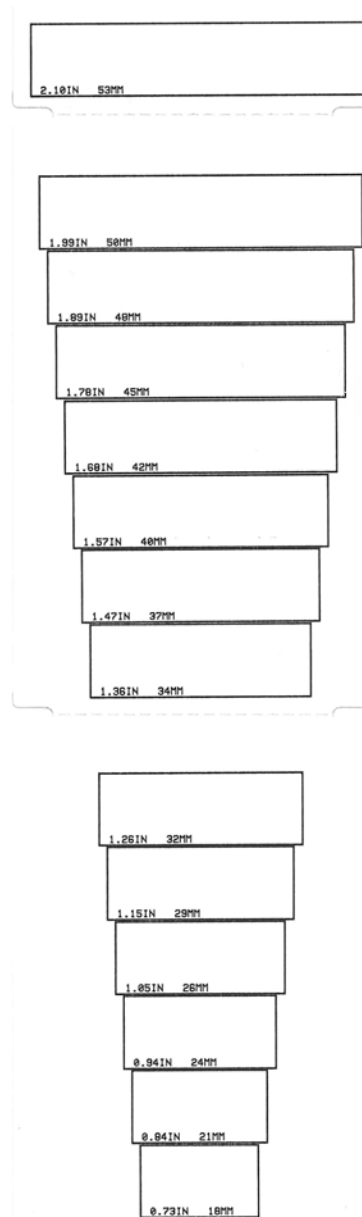 2.10IN 53MM
1.99IN 50MM
1.89IN 48MM
1.78IN 45MM
1.68IN 42MM
1.57IN 40MM
1.47IN 37MM
1.36IN 34MM
1.26IN 32MM
1.15IN 29MM
1.05IN 26MM
0.94IN 24MM
0.84IN 21MM
0.73IN 18MM